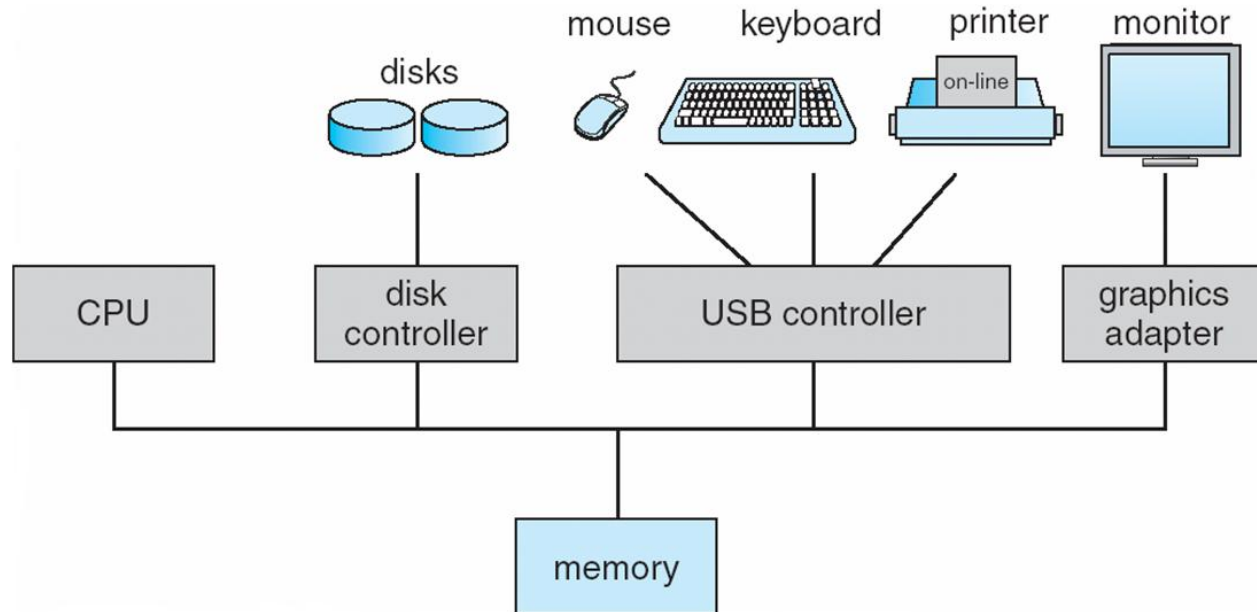 mouse
keyboard
printer
monitor
disks
on-line
CPU
disk
controller
USB controller
graphics
adapter
memory